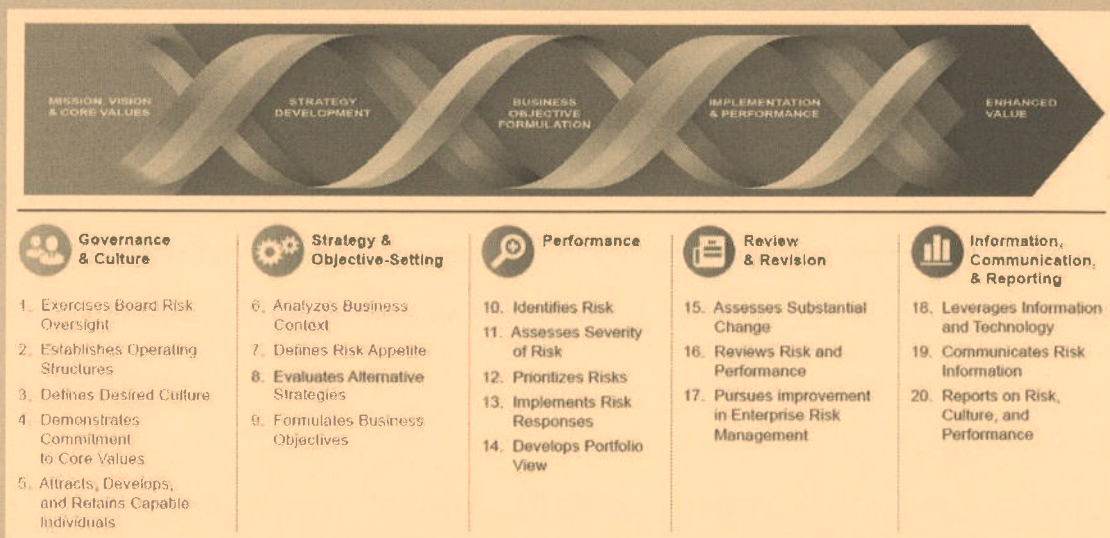 MISSION, VISION
& CORE VALUES
STRATEGY
DEVELOPMENT
BUSINESS
OBJECTIVE
FORMULATION
IMPLEMENTATION
& PERFORMANCE
ENHANCED
VALUE
Governance
& Culture
1. Exercises Board Risk
Oversight
2. Establishes Operating
Structures
3. Defines Desired Culture
4. Demonstrates
Commitment
to Core Values
5. Attracts, Develops,
and Retains Capable
Individuals
Strategy &
Objective-Setting
6. Analyzes Business
Context
7. Defines Risk Appetite
8. Evaluates Alternative
Strategies
9. Formulates Business
Objectives
Performance
10. Identifies Risk
11. Assesses Severity
of Risk
12. Prioritizes Risks
13. Implements Risk
Responses
14. Develops Portfolio
View
Review
& Revision
15. Assesses Substantial
Change
16. Reviews Risk and
Performance
17. Pursues improvement
in Enterprise Risk
Management
Information,
Communication,
& Reporting
18. Leverages Information
and Technology
19. Communicates Risk
Information
20. Reports on Risk,
Culture, and
Performance